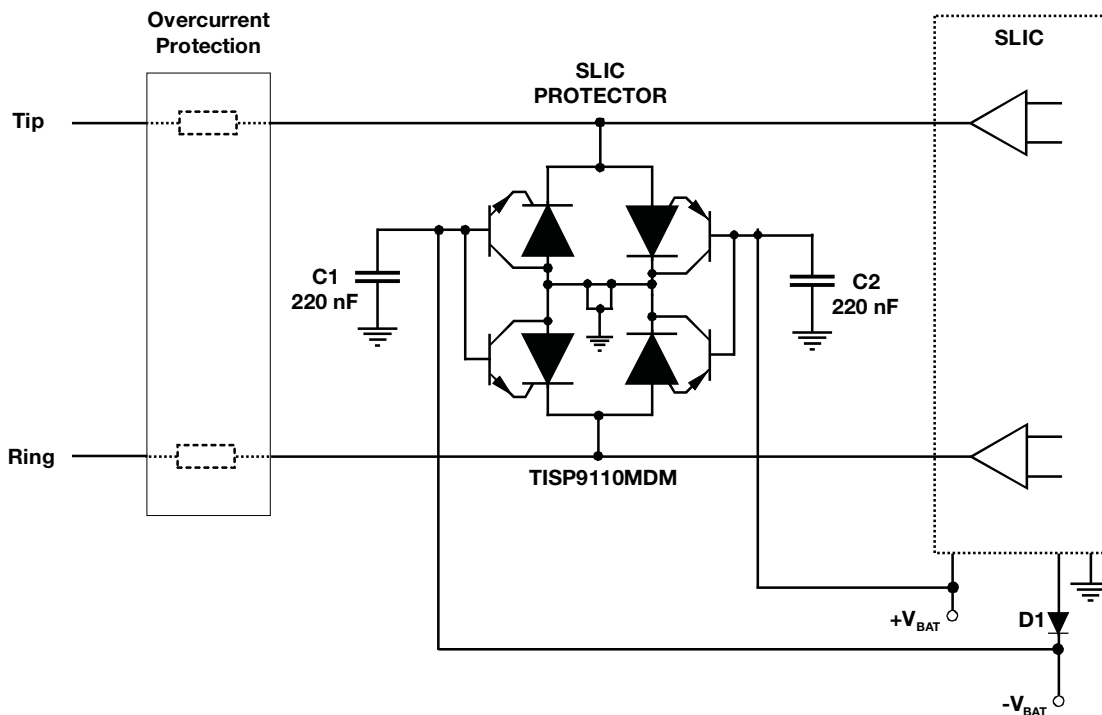 Overcurrent
Protection
SLIC
SLIC
PROTECTOR
Tip
C1
220 nF
C2
220 nF
Ring
TISP9110MDM
+VBAT
D1
-VBAT